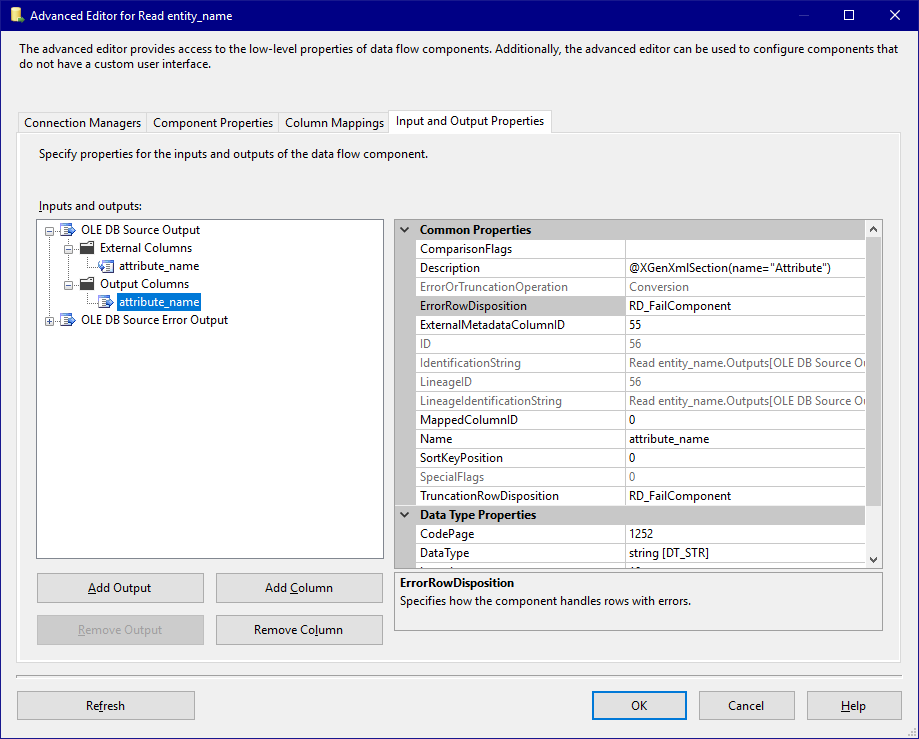 Advanced Editor for Read entity_name
The advanced editor provides access to the low-level properties of data flow components. Additionally, the advanced editor can be used to configure components that
do not have a custom user interface.
Connection Managers Component Properties Column Mappings Input and Output Properties
Specify properties for the inputs and outputs of the data flow component.
Inputs and outputs:
OLE DB Source Output
External Columns
attribute_name
Output Columns
attribute_name
OLE DB Source Error Output
Common Properties
ComparisonFlags
Description @XGenXmlSection(name="Attribute")
ErrorOrTruncationOperation Conversion
ErrorRowDisposition RD_FailComponent
ExternalMetadataColumnID 55
ID 56
IdentificationString Read entity_name.Outputs[OLE DB Source
LineageID 56
LineageIdentificationString Read entity_name.Outputs[OLE DB Source
MappedColumnID 0
Name attribute_name
SortKeyPosition 0
SpecialFlags 0
TruncationRowDisposition RD_FailComponent
Data Type Properties
CodePage 1252
DataType string [DT_STR]
Add Output Add Column
Remove Output Remove Column
ErrorRowDisposition
Specifies how the component handles rows with errors.
Refresh OK Cancel Help